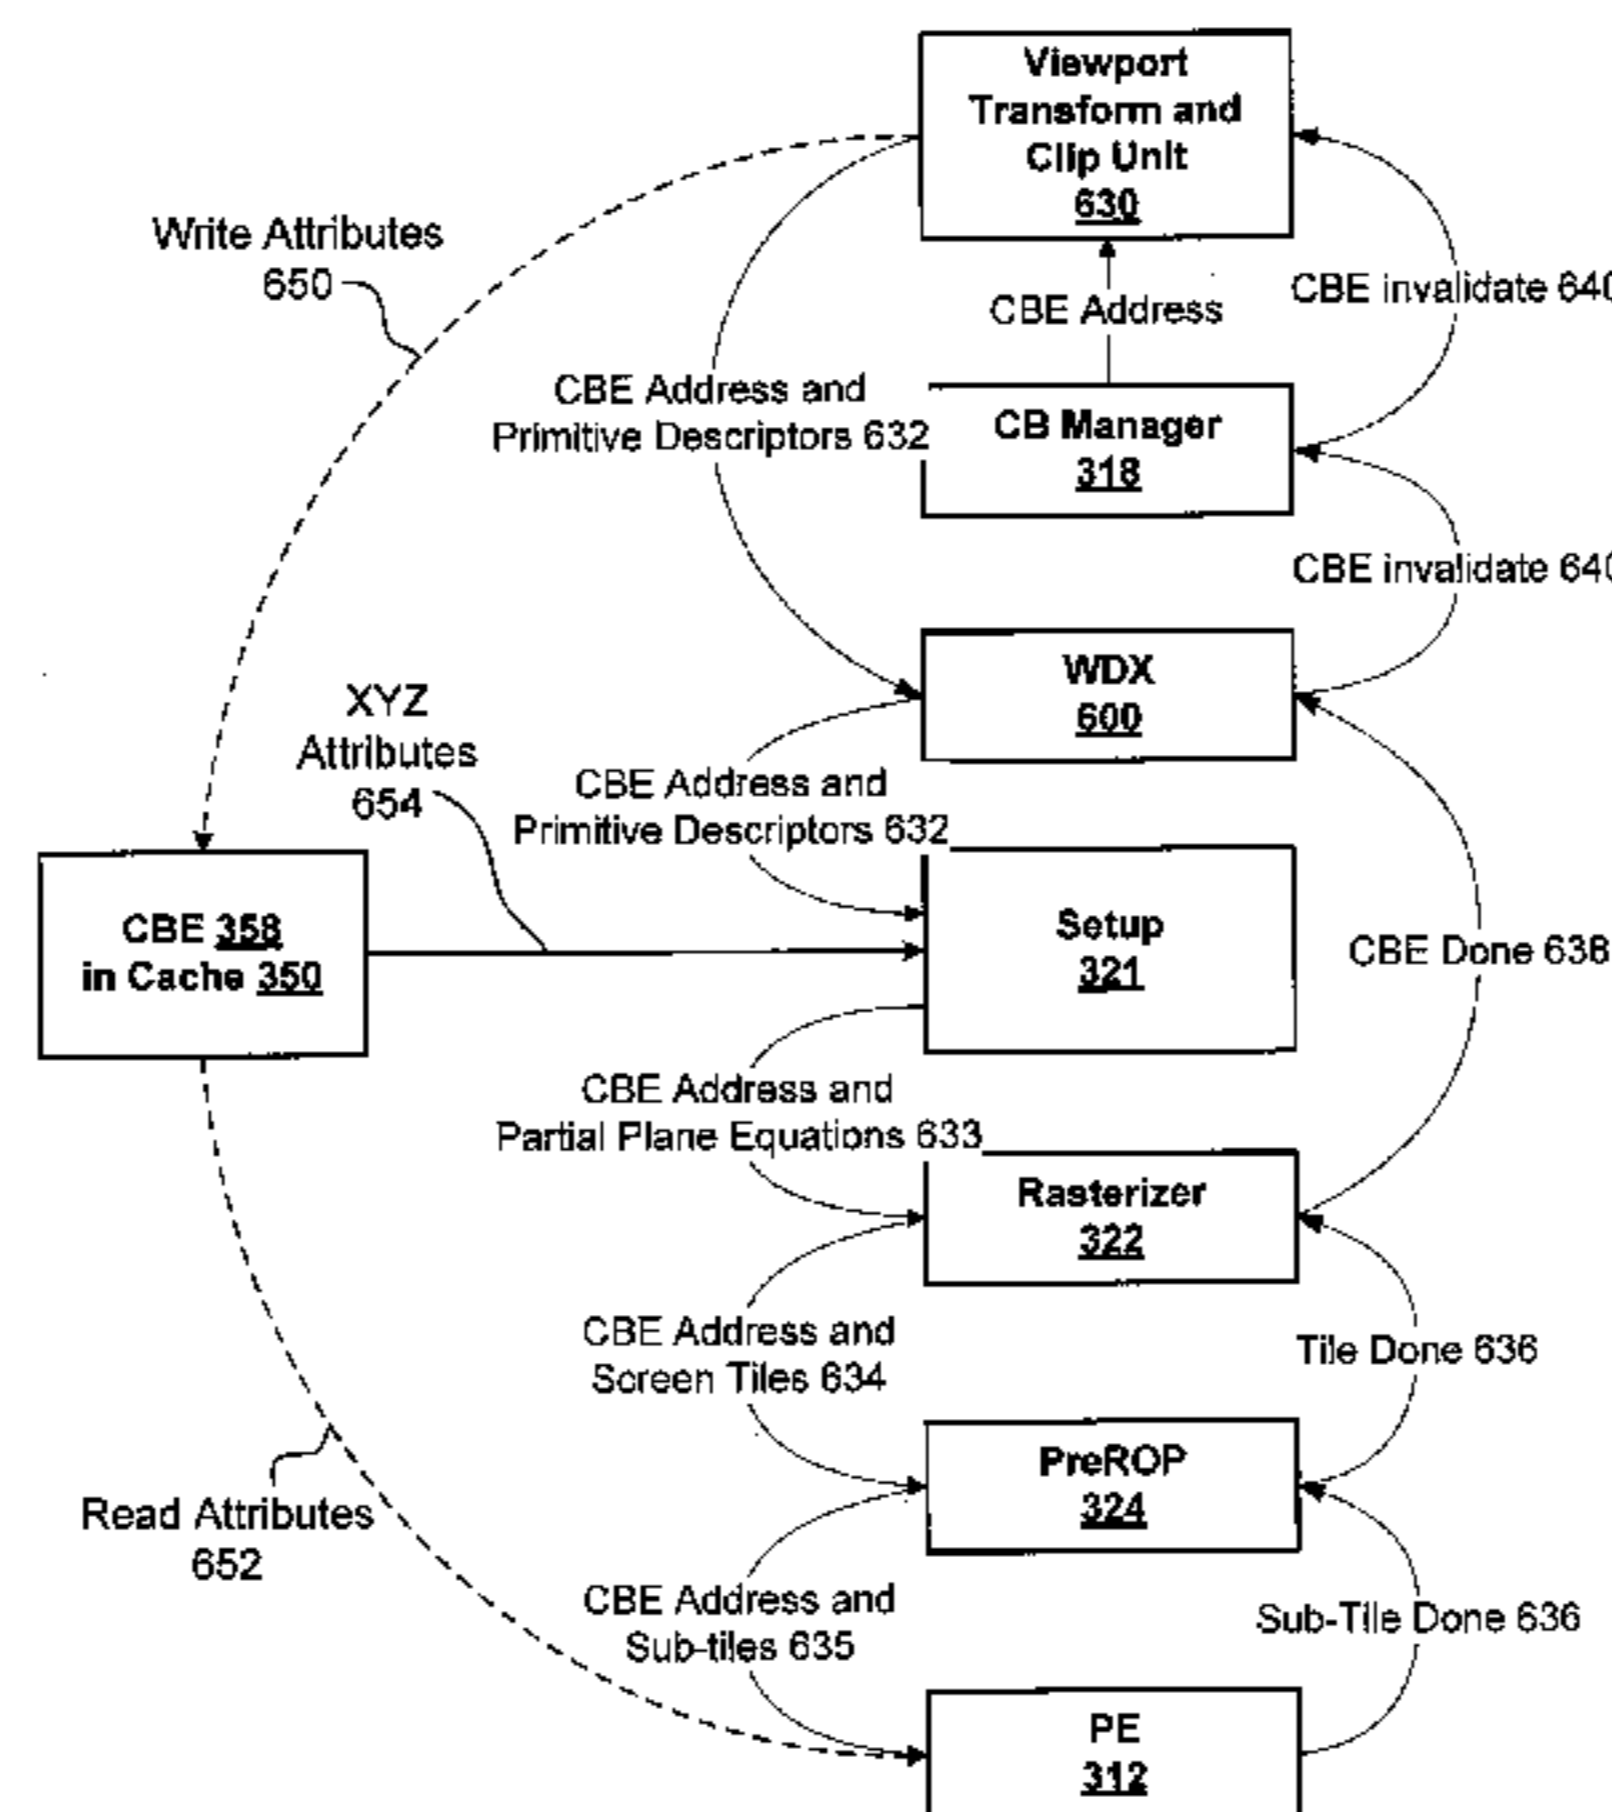 Viewport
Transform and
Clip Unit
630
Write Attributes
650
CBE invalidate 640
CBE Address
CBE Address and
Primitive Descriptors 632
CB Manager
318
CBE invalidate 640
WDX
600
XYZ
Attributes
654
CBE Address and
Primitive Descriptors 632
CBE 358
in Cache 350
Setup
321
CBE Done 638
CBE Address and
Partial Plane Equations 633
Rasterizer
322
CBE Address and
Screen Tiles 634
Tile Done 636
PreROP
324
Read Attributes
652
CBE Address and
Sub-tiles 635
Sub-Tile Done 636
PE
312